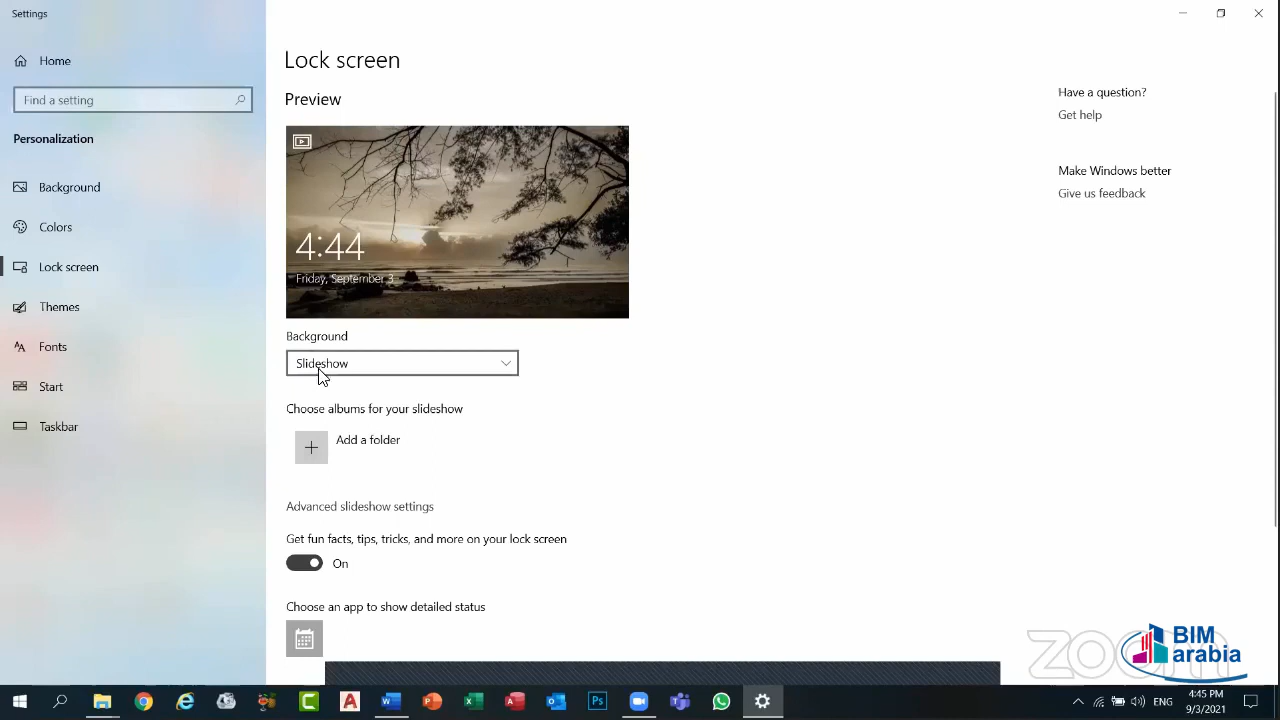 Settings
Home
Find a setting
Personalization
Background
Colors
Lock screen
Themes
Fonts
Start
Taskbar
Lock screen
Preview
4:44
Friday, September 3
Background
Slideshow
Choose albums for your slideshow
Add a folder
Advanced slideshow settings
Get fun facts, tips, tricks, and more on your lock screen
On
Choose an app to show detailed status
Have a question?
Get help
Make Windows better
Give us feedback
zoom
BIM
arabia
ENG
4:45 PM
9/3/2021